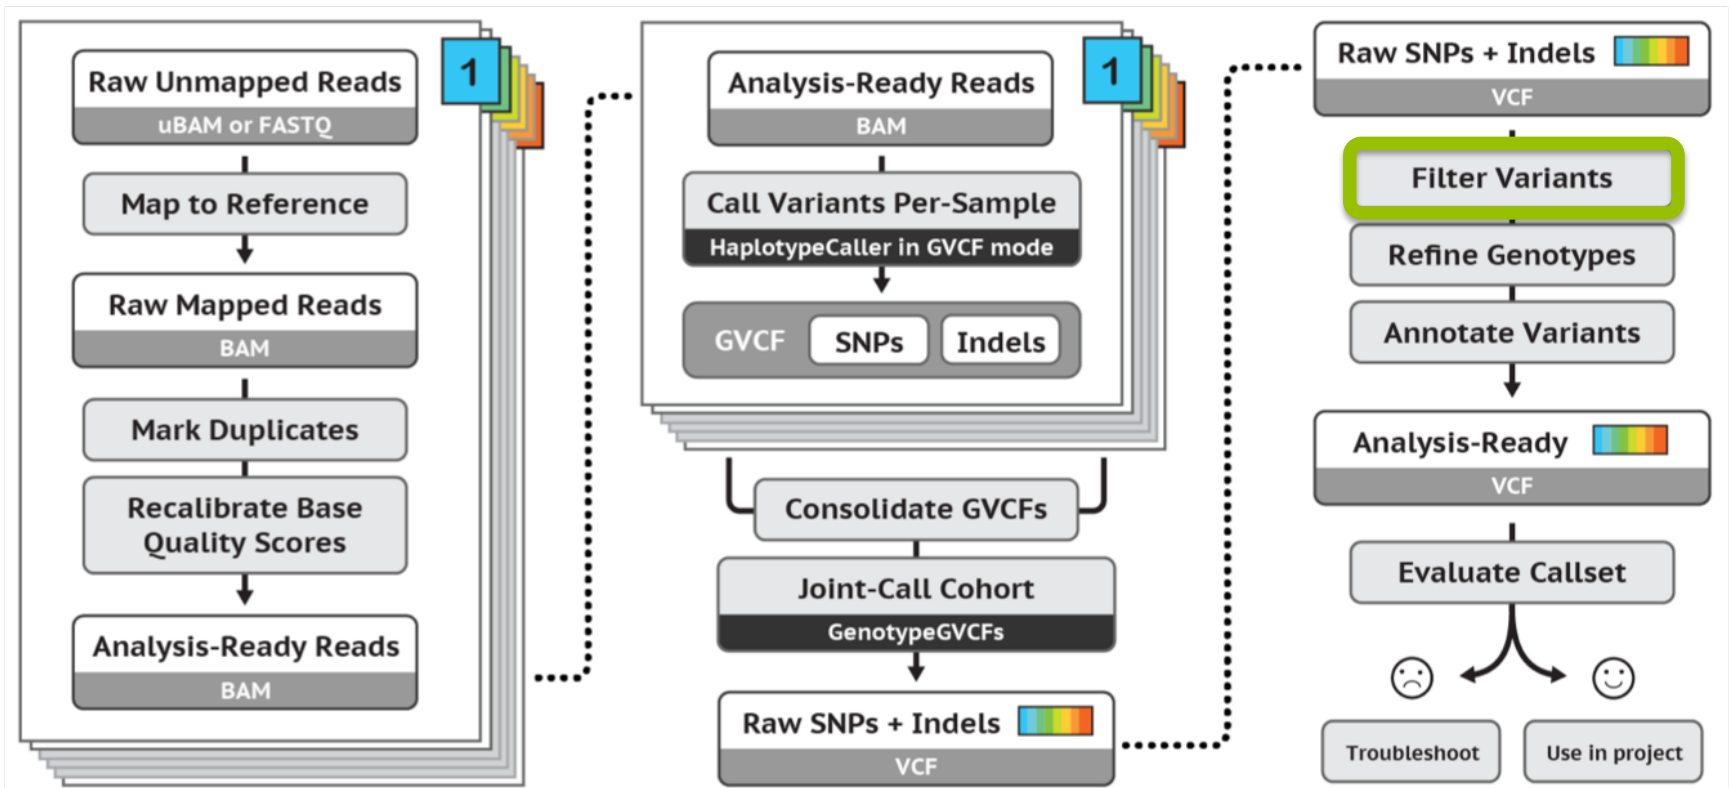 1
Raw Unmapped Reads
uBAM or FASTQ
Map to Reference
Raw Mapped Reads
BAM
Mark Duplicates
Recalibrate Base
Quality Scores
Analysis-Ready Reads
BAM
1
Analysis-Ready Reads
BAM
Call Variants Per-Sample
HaplotypeCaller in GVCF mode
GVCF SNPs Indels
Consolidate GVCFs
Joint-Call Cohort
GenotypeGVCFs
Raw SNPs + Indels
VCF
Raw SNPs + Indels
VCF
Filter Variants
Refine Genotypes
Annotate Variants
Analysis-Ready
VCF
Evaluate Callset
Troubleshoot
Use in project